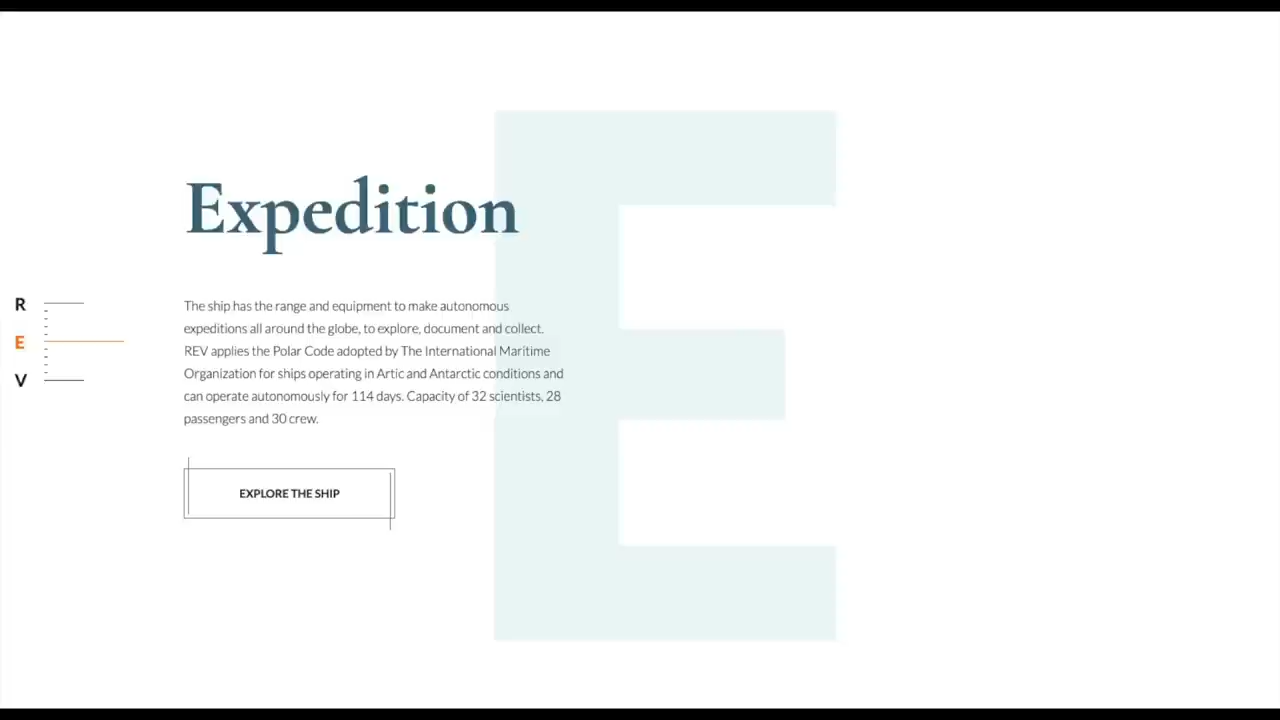 Expedition
R
E
V
The ship has the range and equipment to make autonomous
expeditions all around the globe, to explore, document and collect.
REV applies the Polar Code adopted by The International Maritime
Organization for ships operating in Artic and Antarctic conditions and
can operate autonomously for 114 days. Capacity of 32 scientists, 28
passengers and 30 crew.
EXPLORE THE SHIP
E